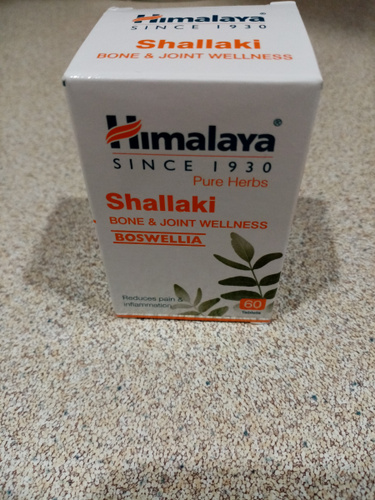 Himalaya
SINCE 1930
Shallaki
BONE & JOINT WELLNESS
Himalaya®
SINCE 1930
Pure Herbs
Shallaki
BONE & JOINT WELLNESS
BOSWELLIA
Reduces pain &
inflammation
60
Tablets